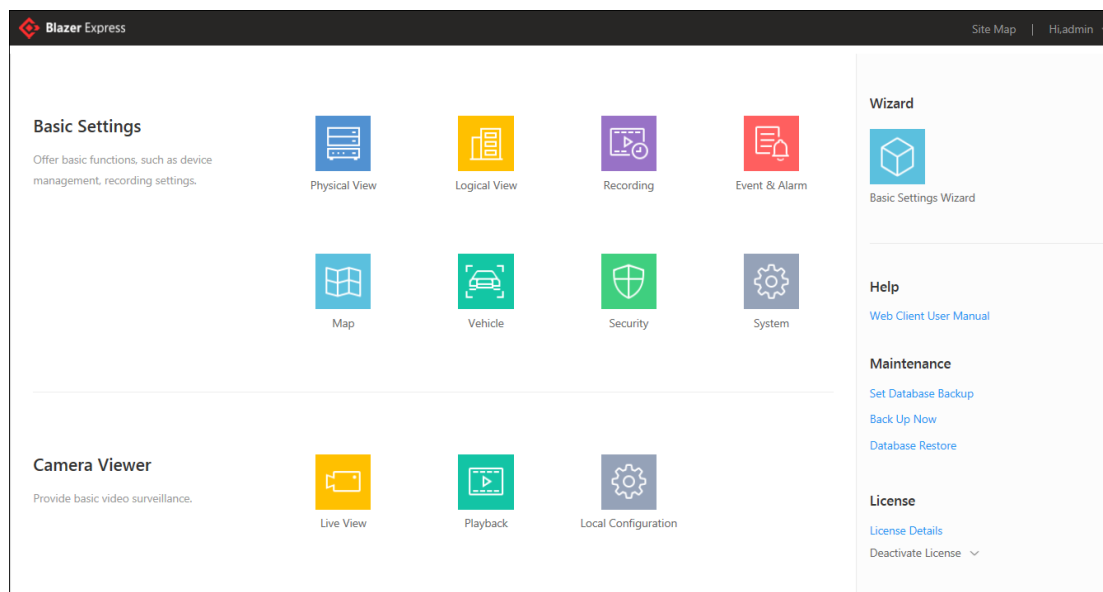 Blazer Express
Site Map | Hi,admin
Basic Settings
Offer basic functions, such as device
management, recording settings.
Physical View
Logical View
Recording
Event & Alarm
Map
Vehicle
Security
System
Camera Viewer
Provide basic video surveillance.
Live View
Playback
Local Configuration
Wizard
Basic Settings Wizard
Help
Web Client User Manual
Maintenance
Set Database Backup
Back Up Now
Database Restore
License
License Details
Deactivate License